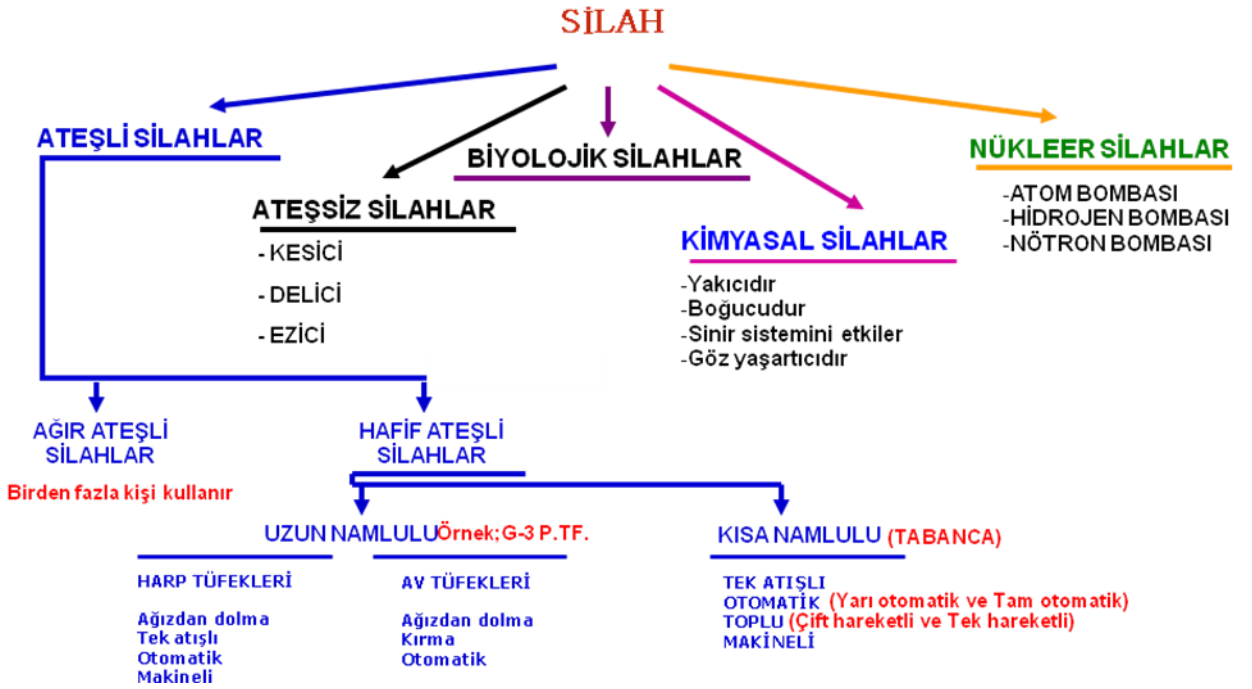 SİLAH
ATEŞLİ SİLAHLAR
ATEŞSİZ SİLAHLAR
- KESİCİ
- DELİCİ
- EZİCİ
BİYOLOJİK SİLAHLAR
KİMYASAL SİLAHLAR
-Yakıcıdır
-Boğucudur
-Sinir sistemini etkiler
-Göz yaşartıcıdır
NÜKLEER SİLAHLAR
-ATOM BOMBASI
-HİDROJEN BOMBASI
-NÖTRON BOMBASI
AĞIR ATEŞLİ
SİLAHLAR
Birden fazla kişi kullanır
HAFİF ATEŞLİ
SİLAHLAR
UZUN NAMLULU Örnek;G-3 P.TF.
HARP TÜFEKLERİ
Ağızdan dolma
Tek atışlı
Otomatik
Makineli
AV TÜFEKLERİ
Ağızdan dolma
Kırma
Otomatik
KISA NAMLULU (TABANCA)
TEK ATIŞLI
OTOMATİK (Yarı otomatik ve Tam otomatik)
TOPLU (Çift hareketli ve Tek hareketli)
MAKİNELİ